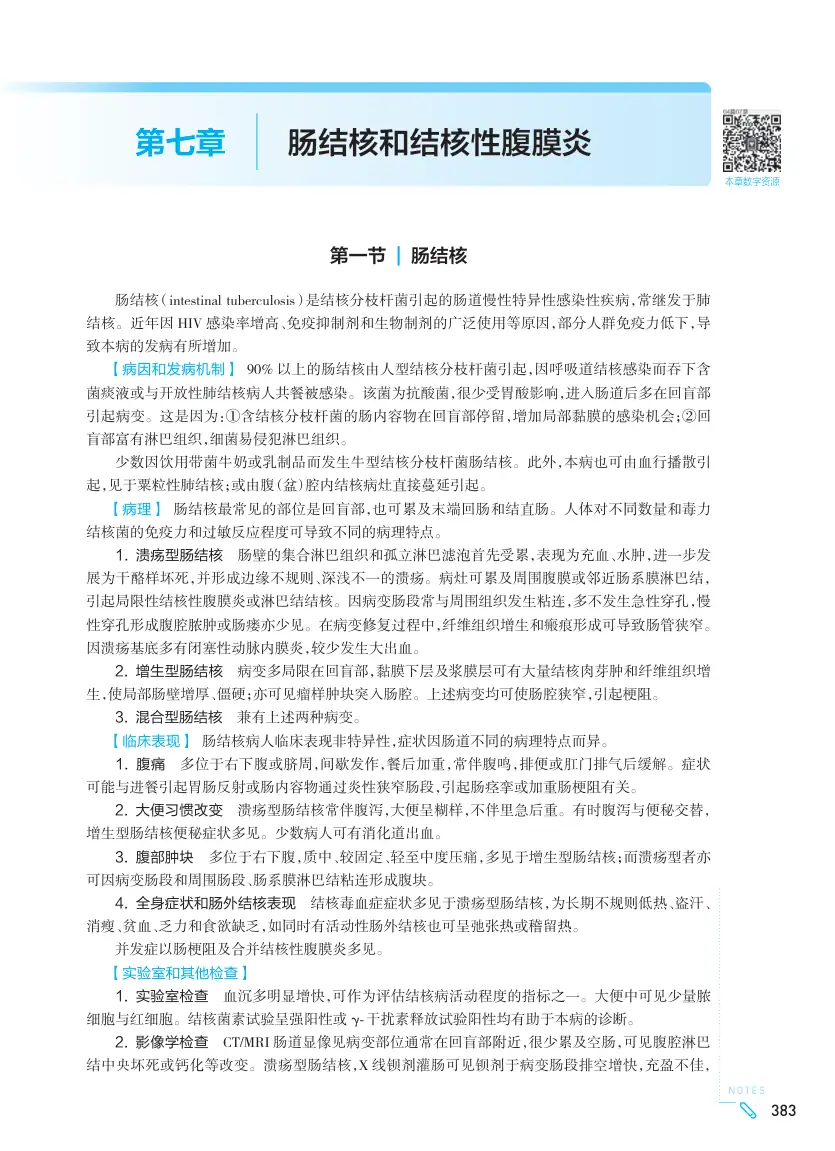 第七章 肠结核和结核性腹膜炎
本章数字资源
第一节 | 肠结核
肠结核（intestinal tuberculosis）是结核分枝杆菌引起的肠道慢性特异性感染性疾病，常继发于肺
结核。近年因 HIV 感染率增高、免疫抑制剂和生物制剂的广泛使用等原因，部分人群免疫力低下，导
致本病的发病有所增加。
【病因和发病机制】 90% 以上的肠结核由人型结核分枝杆菌引起，因呼吸道结核感染而吞下含
菌痰液或与开放性肺结核病人共餐被感染。该菌为抗酸菌，很少受胃酸影响，进入肠道后多在回盲部
引起病变。这是因为：①含结核分枝杆菌的肠内容物在回盲部停留，增加局部黏膜的感染机会；②回
盲部富有淋巴组织，细菌易侵犯淋巴组织。
少数因饮用带菌牛奶或乳制品而发生牛型结核分枝杆菌肠结核。此外，本病也可由血行播散引
起，见于粟粒性肺结核；或由腹（盆）腔内结核病灶直接蔓延引起。
【病理】 肠结核最常见的部位是回盲部，也可累及末端回肠和结直肠。人体对不同数量和毒力
结核菌的免疫力和过敏反应程度可导致不同的病理特点。
1. 溃疡型肠结核 肠壁的集合淋巴组织和孤立淋巴滤泡首先受累，表现为充血、水肿，进一步发
展为干酪样坏死，并形成边缘不规则、深浅不一的溃疡。病灶可累及周围腹膜或邻近肠系膜淋巴结，
引起局限性结核性腹膜炎或淋巴结结核。因病变肠段常与周围组织发生粘连，多不发生急性穿孔，慢
性穿孔形成腹腔脓肿或肠瘘亦少见。在病变修复过程中，纤维组织增生和瘢痕形成可导致肠管狭窄。
因溃疡基底多有闭塞性动脉内膜炎，较少发生大出血。
2. 增生型肠结核 病变多局限在回盲部，黏膜下层及浆膜层可有大量结核肉芽肿和纤维组织增
生，使局部肠壁增厚、僵硬；亦可见瘤样肿块突入肠腔。上述病变均可使肠腔狭窄，引起梗阻。
3. 混合型肠结核 兼有上述两种病变。
【临床表现】 肠结核病人临床表现非特异性，症状因肠道不同的病理特点而异。
1. 腹痛 多位于右下腹或脐周，间歇发作，餐后加重，常伴腹鸣，排便或肛门排气后缓解。症状
可能与进餐引起胃肠反射或肠内容物通过炎性狭窄肠段，引起肠痉挛或加重肠梗阻有关。
2. 大便习惯改变 溃疡型肠结核常伴腹泻，大便呈糊样，不伴里急后重。有时腹泻与便秘交替，
增生型肠结核便秘症状多见。少数病人可有消化道出血。
3. 腹部肿块 多位于右下腹，质中、较固定、轻至中度压痛，多见于增生型肠结核；而溃疡型者亦
可因病变肠段和周围肠段、肠系膜淋巴结粘连形成腹块。
4. 全身症状和肠外结核表现 结核毒血症症状多见于溃疡型肠结核，为长期不规则低热、盗汗、
消瘦、贫血、乏力和食欲缺乏，如同时有活动性肠外结核也可呈弛张热或稽留热。
并发症以肠梗阻及合并结核性腹膜炎多见。
【实验室和其他检查】
1. 实验室检查 血沉多明显增快，可作为评估结核病活动程度的指标之一。大便中可见少量脓
细胞与红细胞。结核菌素试验呈强阳性或 γ-干扰素释放试验阳性均有助于本病的诊断。
2. 影像学检查 CT/MRI 肠道显像见病变部位通常在回盲部附近，很少累及空肠，可见腹腔淋巴
结中央坏死或钙化等改变。溃疡型肠结核，X 线钡剂灌肠可见钡剂于病变肠段排空增快，充盈不佳，
NOTES
383